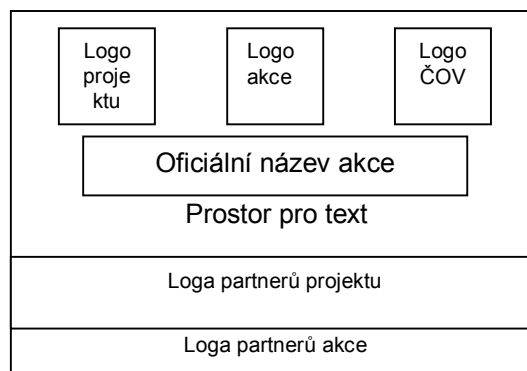 Logo
proje
ktu
Logo
akce
Logo
ČOV
Oficiální název akce
Prostor pro text
Loga partnerů projektu
Loga partnerů akce